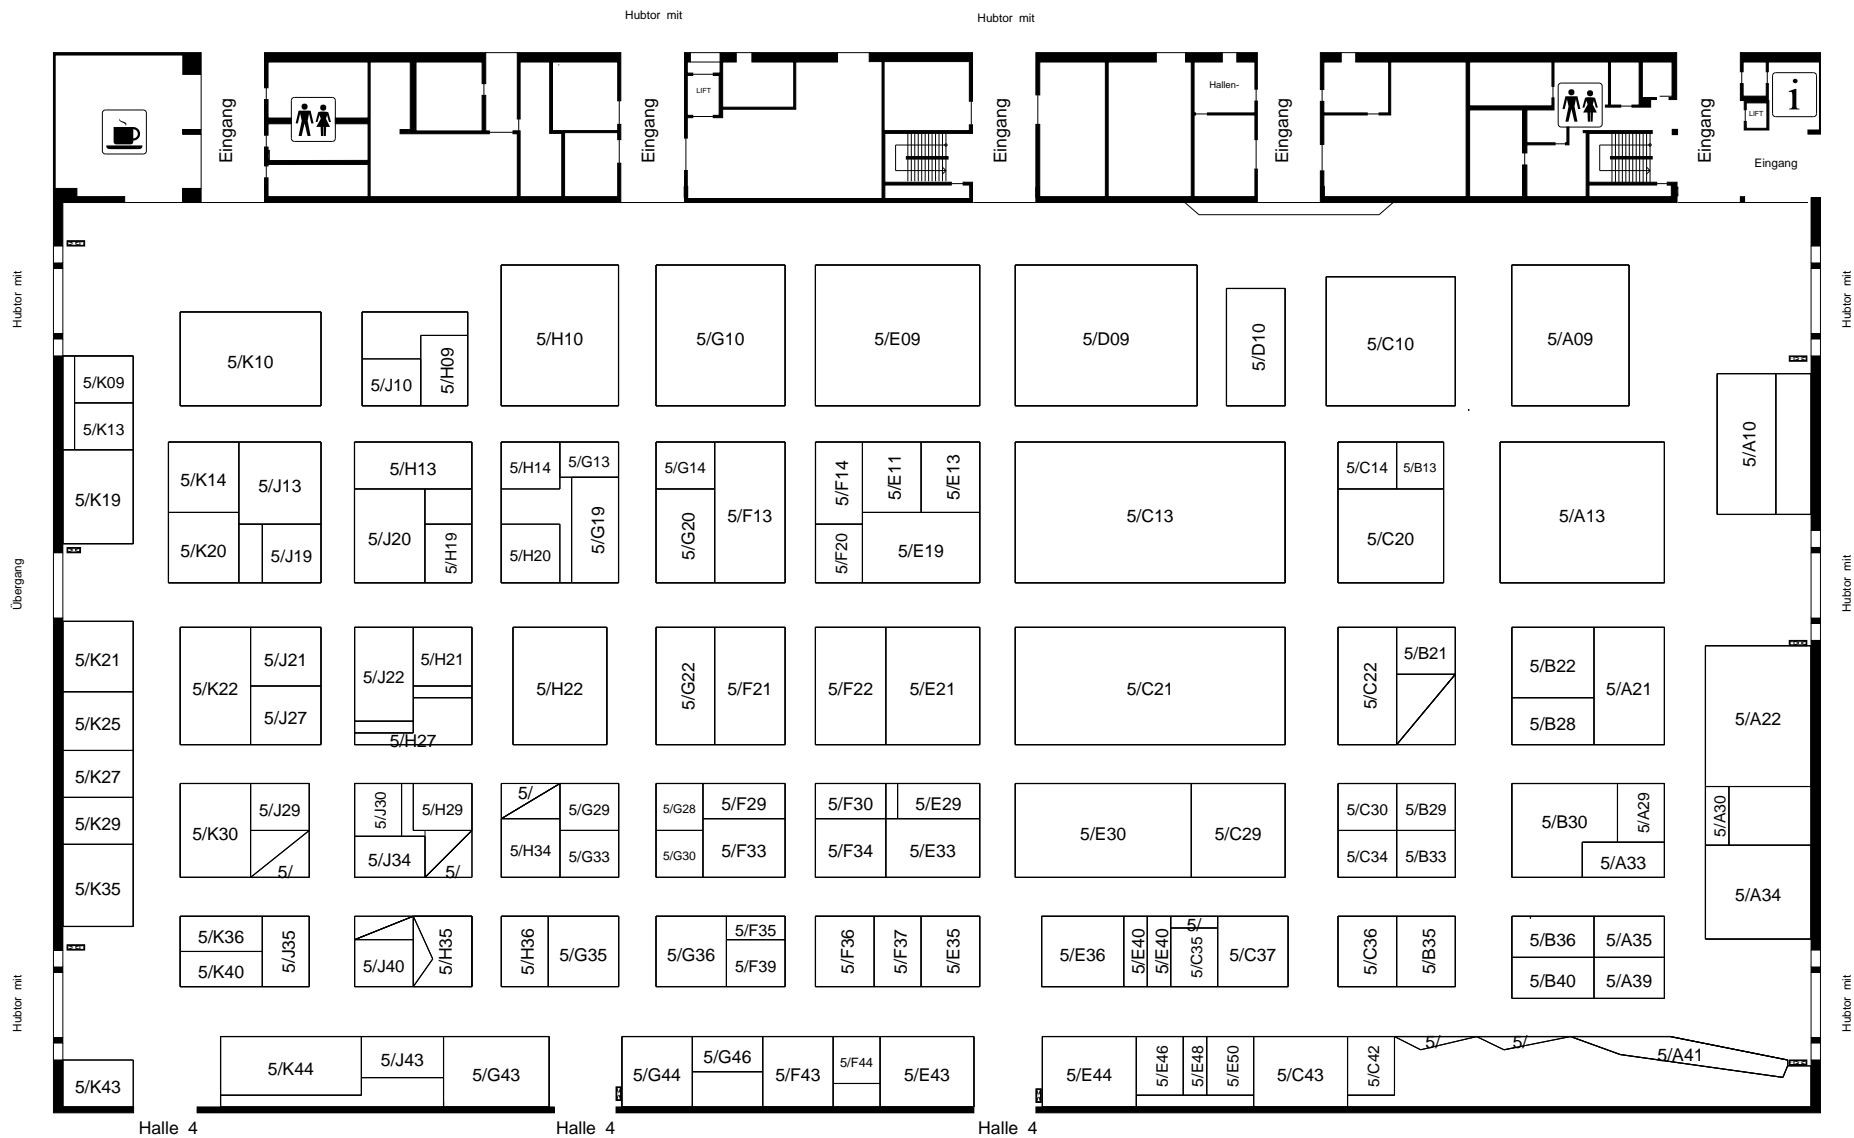 Hubtor mit
Hubtor mit
Eingang
LIFT
Eingang
Eingang
Hallen-
Eingang
Eingang
LIFT
i
Eingang
Hubtor mit
Hubtor mit
5/K10
5/J10
5/H09
5/H10
5/G10
5/E09
5/D09
5/D10
5/C10
5/A09
5/K09
5/K13
5/K19
5/A10
5/K14
5/J13
5/K20
5/J19
5/H13
5/J20
5/H19
5/H14
5/G13
5/H20
5/G19
5/G14
5/G20
5/F13
5/F14
5/E11
5/E13
5/F20
5/E19
5/C13
5/C14
5/B13
5/C20
5/A13
Übergang
Hubtor mit
5/K21
5/K25
5/K27
5/K29
5/K35
5/K22
5/J21
5/J27
5/J22
5/H21
5/H27
5/H22
5/G22
5/F21
5/F22
5/E21
5/C21
5/C22
5/B21
5/B22
5/B28
5/A21
5/A22
5/K30
5/J29
5/
5/J30
5/H29
5/J34
5/
5/
5/G29
5/H34
5/G33
5/G28
5/F29
5/G30
5/F33
5/F30
5/E29
5/F34
5/E33
5/E30
5/C29
5/C30
5/B29
5/C34
5/B33
5/B30
5/A29
5/A33
5/A30
5/A34
5/K36
5/K40
5/J35
5/J40
5/H35
5/H36
5/G35
5/G36
5/F35
5/F39
5/F36
5/F37
5/E35
5/E36
5/E40
5/E40
5/
5/C35
5/C37
5/C36
5/B35
5/B36
5/A35
5/B40
5/A39
Hubtor mit
Hubtor mit
5/K43
5/K44
5/J43
5/G43
5/G44
5/G46
5/F43
5/F44
5/E43
5/E44
5/E46
5/E48
5/E50
5/C43
5/C42
5/
5/
5/A41
Halle 4
Halle 4
Halle 4